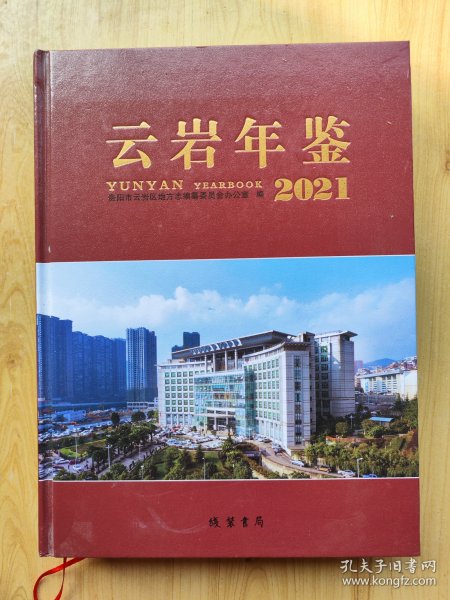 云岩年鉴
YUNYAN YEARBOOK 2021
贵阳市云岩区地方志编纂委员会办公室 编
线装书局
孔夫子旧书网
www.kongfz.com